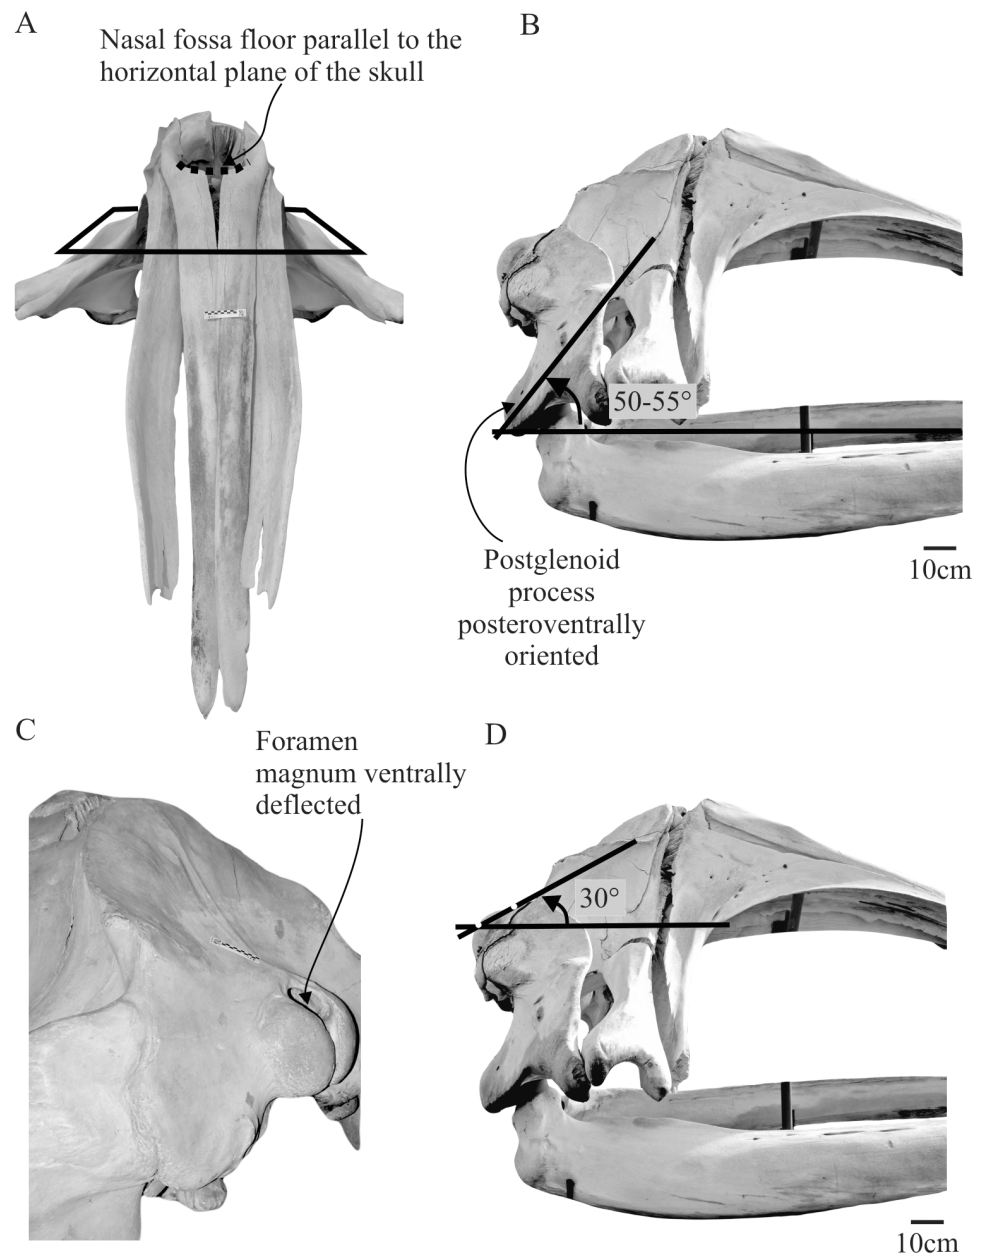 A
Nasal fossa floor parallel to the
horizontal plane of the skull
B
50-55°
Postglenoid
process
posteroventrally
oriented
10cm
C
Foramen
magnum ventrally
deflected
D
30°
10cm